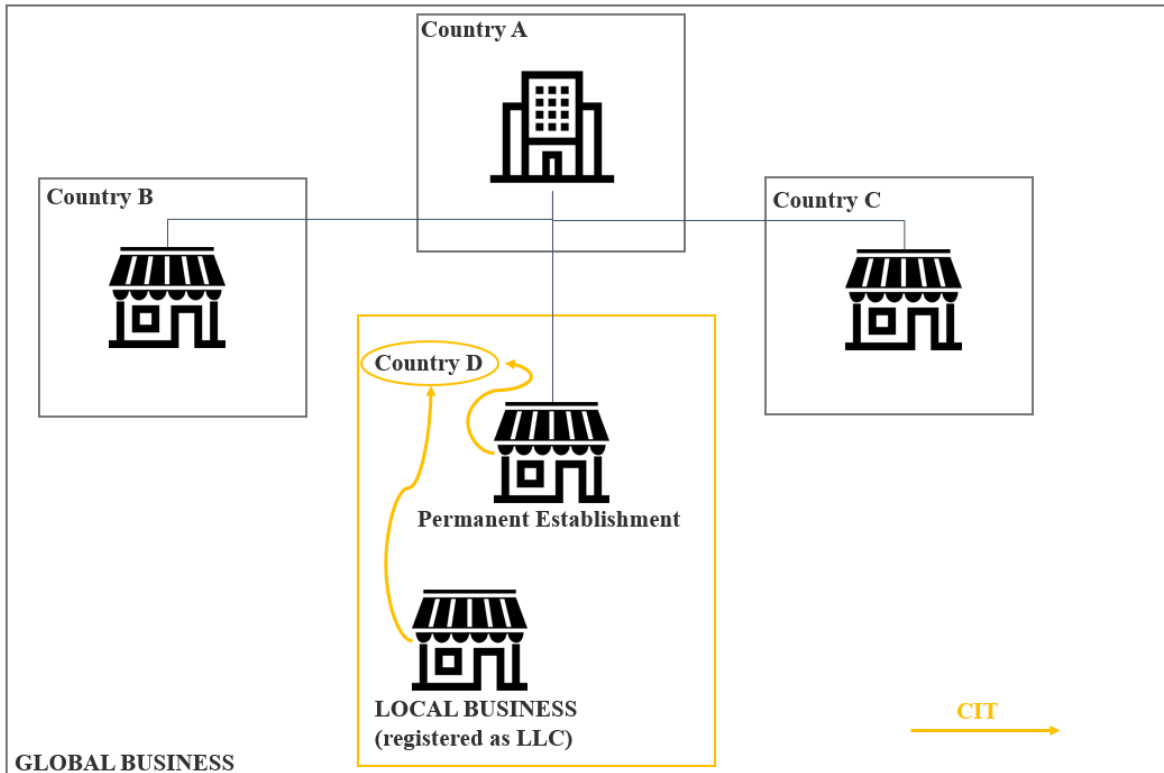 Country A
Country B
Country C
Country D
Permanent Establishment
LOCAL BUSINESS
(registered as LLC)
CIT
GLOBAL BUSINESS